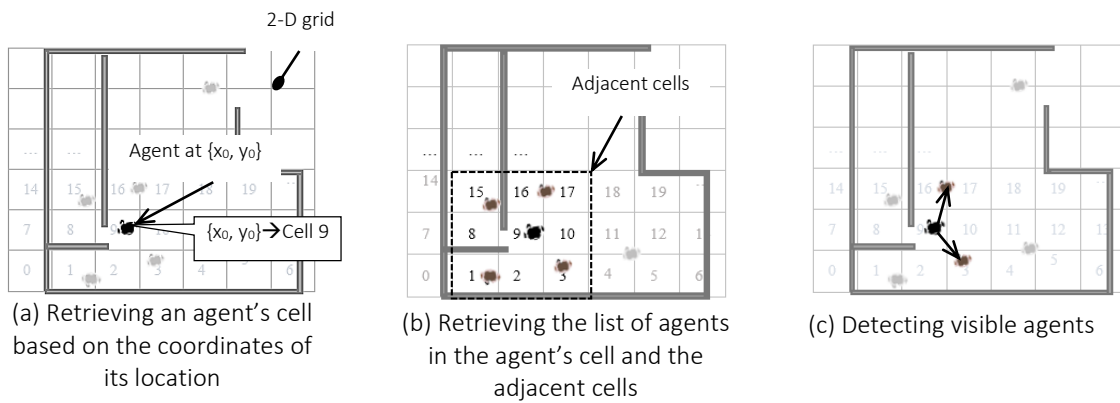 2-D grid
Agent at {x₀, y₀}
... ...
14 15 16 17 18 19
7 8 9
{x₀, y₀}→Cell 9
0 1 2 3 4 5 6
(a) Retrieving an agent’s cell
based on the coordinates of
its location
Adjacent cells
... ... ...
14 15 16 17 18 19 ...
7 8 9 10 11 12 1
0 1 2 3 4 5 6
(b) Retrieving the list of agents
in the agent’s cell and the
adjacent cells
... ...
14 15 16 17 18 19
7 8 9 10 11 12
0 1 2 3 4 5 6
(c) Detecting visible agents